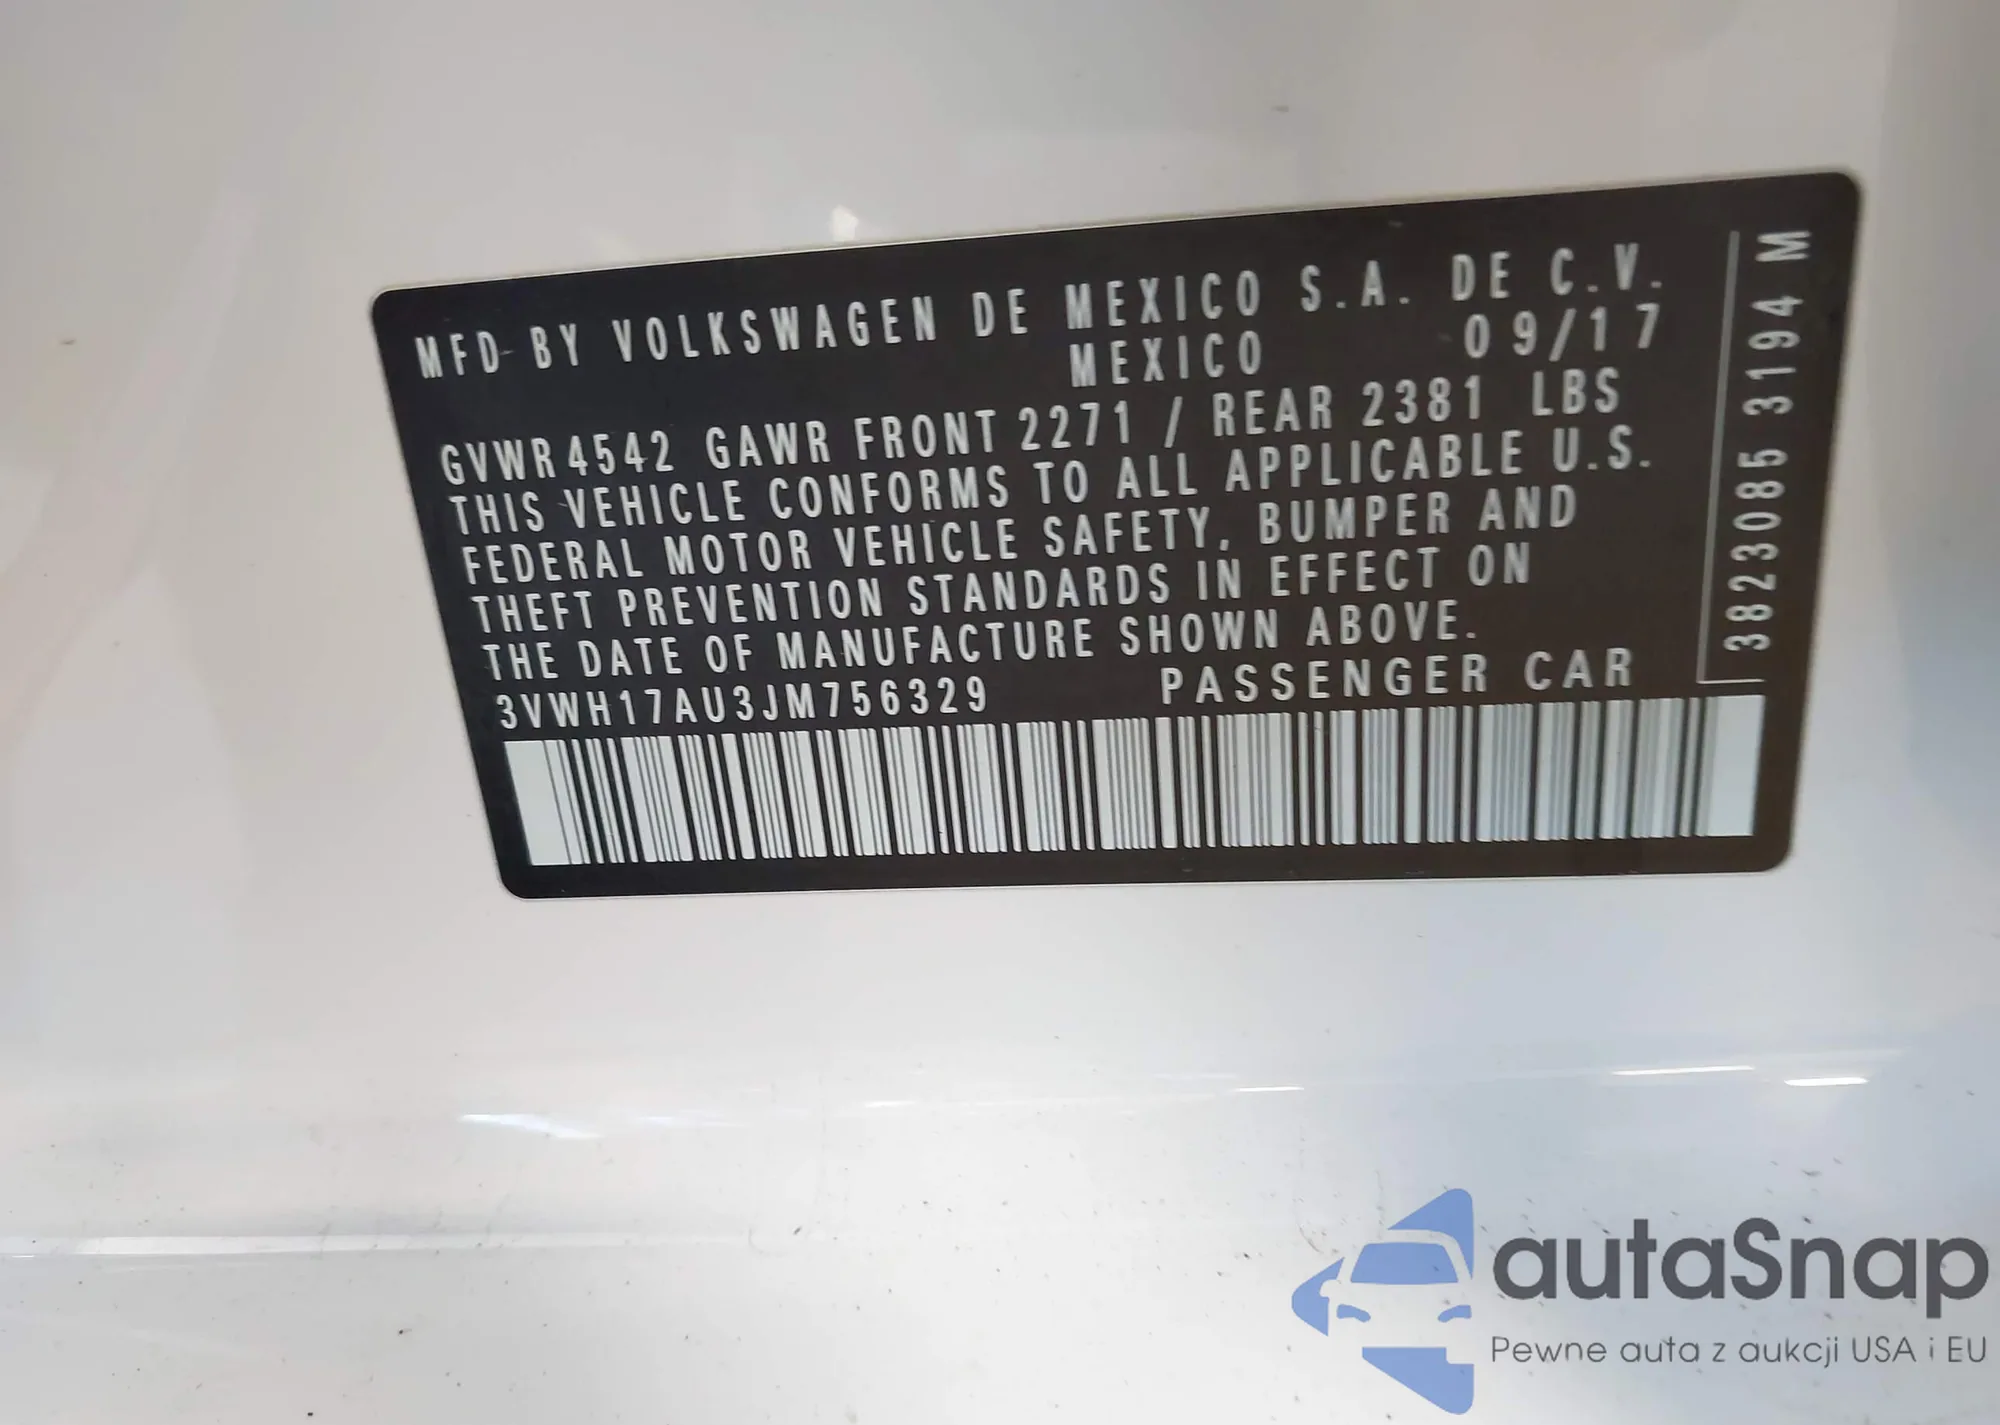 MFD BY VOLKSWAGEN DE MEXICO S.A. DE C.V.
MEXICO 09/17
GVWR 4542 GAWR FRONT 2271 / REAR 2381 LBS
THIS VEHICLE CONFORMS TO ALL APPLICABLE U.S.
FEDERAL MOTOR VEHICLE SAFETY, BUMPER AND
THEFT PREVENTION STANDARDS IN EFFECT ON
THE DATE OF MANUFACTURE SHOWN ABOVE.
3VWH17AU3JM756329 PASSENGER CAR
3823085 3194 M
autaSnap
Pewne auta z aukcji USA i EU